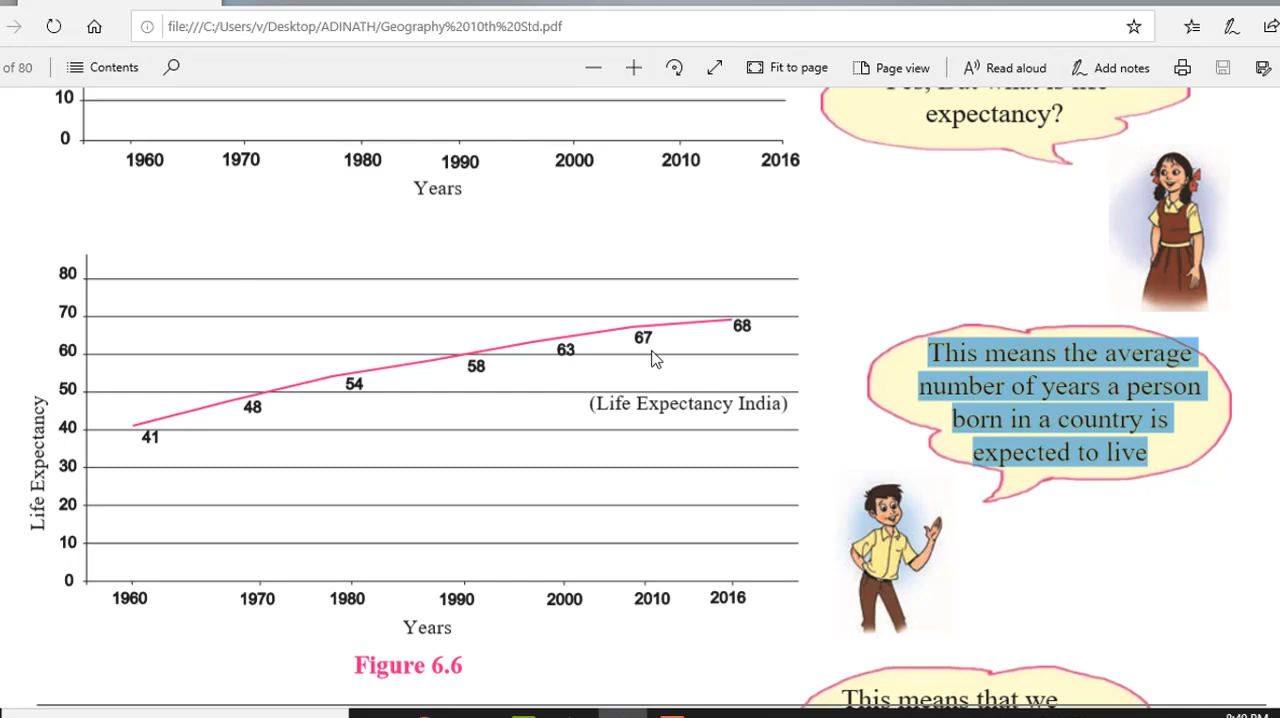 file:///C:/Users/v/Desktop/ADINATH/Geography%2010th%20Std.pdf
of 80
Contents
Fit to page
Page view
Read aloud
Add notes
10
0
1960 1970 1980 1990 2000 2010 2016
Years
expectancy?
80
70
60
50
40
30
20
10
0
Life Expectancy
41
48
54
58
63
67
68
(Life Expectancy India)
1960 1970 1980 1990 2000 2010 2016
Years
Figure 6.6
This means the average
number of years a person
born in a country is
expected to live
This means that we